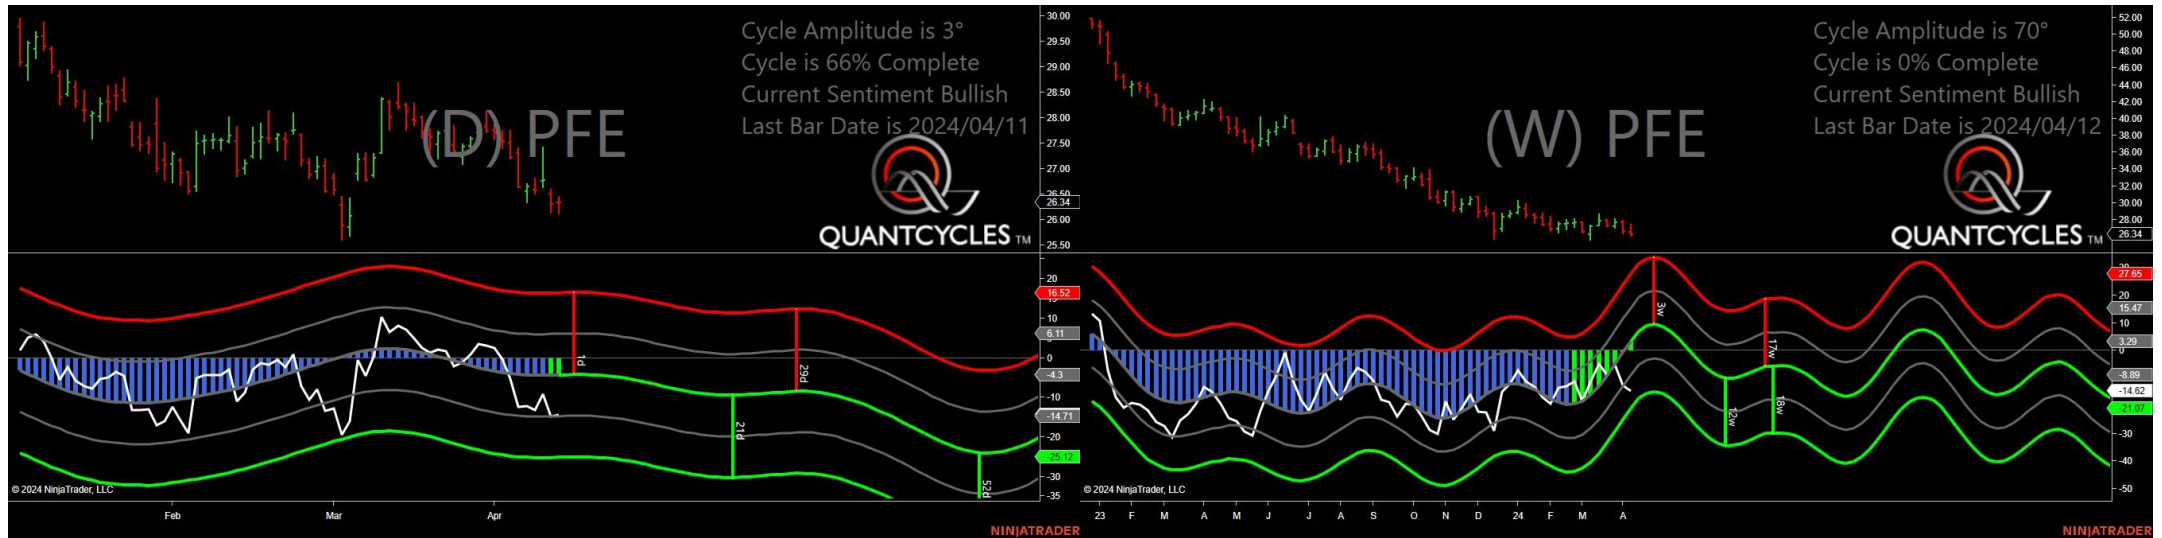 Cycle Amplitude is 3°
Cycle is 66% Complete
Current Sentiment Bullish
Last Bar Date is 2024/04/11
(D) PFE
QUANTCYCLES TM
30.00
29.50
29.00
28.50
28.00
27.50
27.00
26.50
26.34
26.00
25.50
20
16.52
10
6.11
0
-4.3
-10
-14.71
-20
-25.12
-30
-35
1d
29d
21d
52d
© 2024 NinjaTrader, LLC
Feb Mar Apr
NINJATRADER
Cycle Amplitude is 70°
Cycle is 0% Complete
Current Sentiment Bullish
Last Bar Date is 2024/04/12
(W) PFE
QUANTCYCLES TM
52.00
50.00
48.00
46.00
44.00
42.00
40.00
38.00
36.00
34.00
32.00
30.00
28.00
26.34
27.65
20
15.47
10
3.29
0
-8.89
-14.62
-21.07
-30
-40
-50
3w
17w
12w
18w
© 2024 NinjaTrader, LLC
23 F M A M J J A S O N D 24 F M A
NINJATRADER